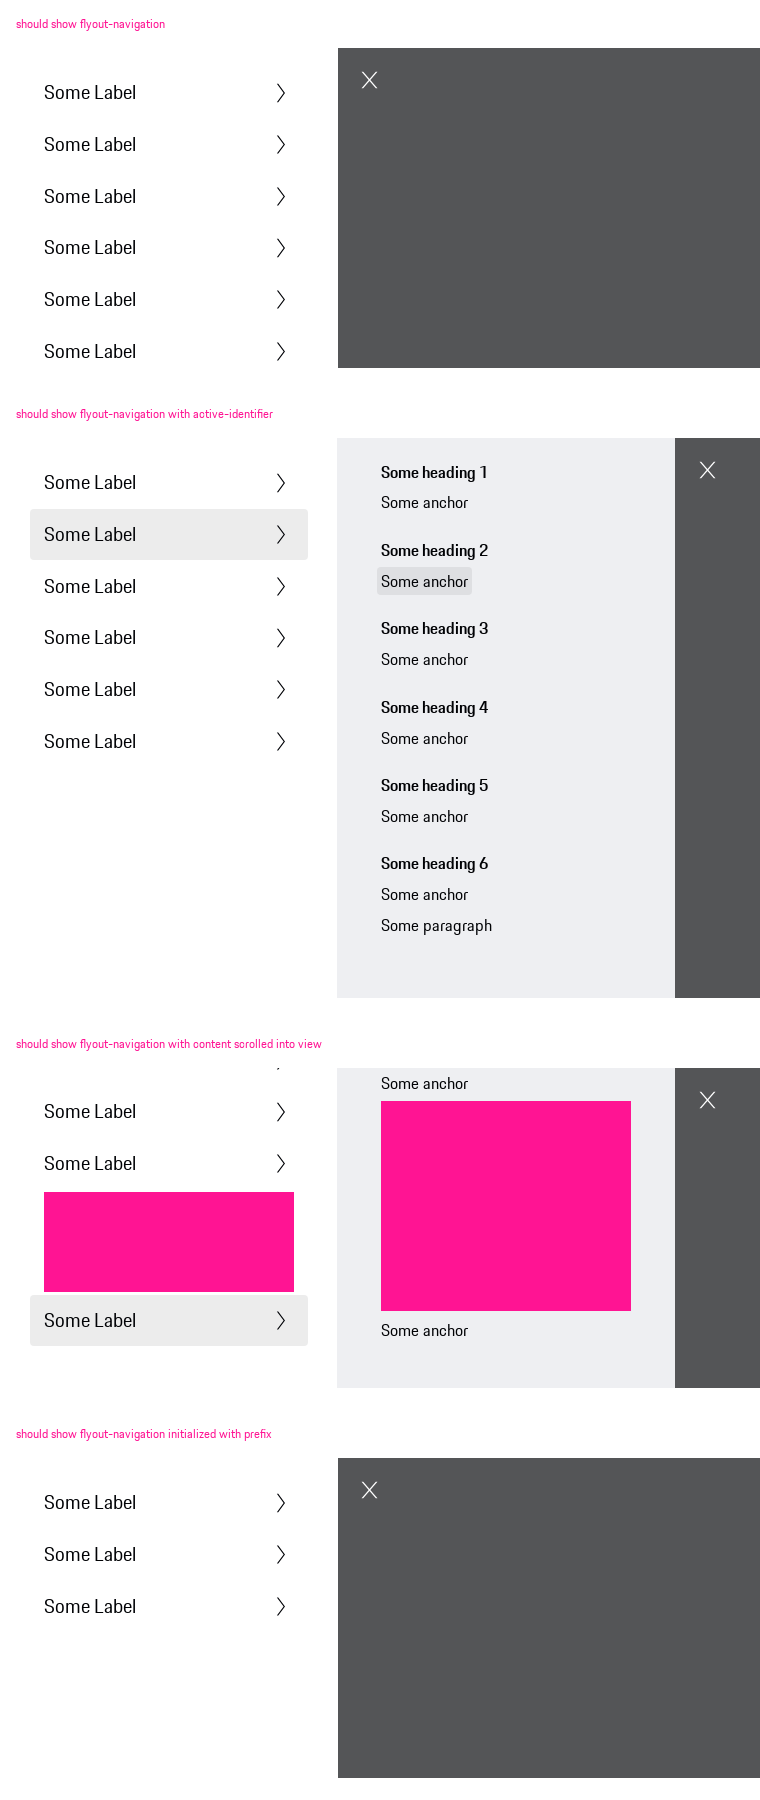 should show flyout-navigation
Some Label
Some Label
Some Label
Some Label
Some Label
Some Label
should show flyout-navigation with active-identifier
Some Label
Some Label
Some Label
Some Label
Some Label
Some Label
Some heading 1
Some anchor
Some heading 2
Some anchor
Some heading 3
Some anchor
Some heading 4
Some anchor
Some heading 5
Some anchor
Some heading 6
Some anchor
Some paragraph
should show flyout-navigation with content scrolled into view
Some Label
Some Label
Some Label
Some anchor
Some anchor
should show flyout-navigation initialized with prefix
Some Label
Some Label
Some Label